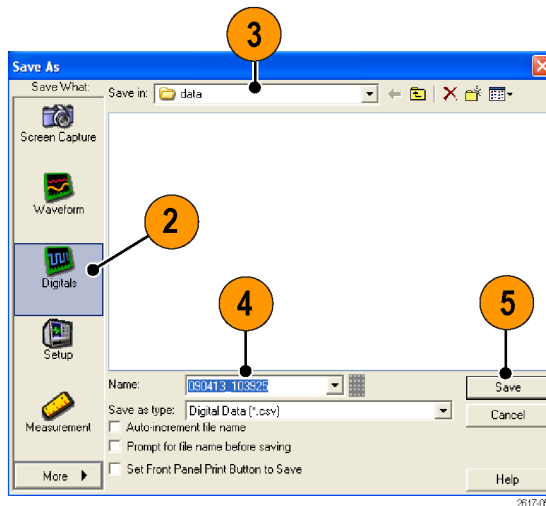 3
Save As
Save What:
Save in: data
Screen Capture
Waveform
2
Digitals
4
5
Setup
Name: 090413_103925
Save
Save as type: Digital Data (*.csv)
Cancel
Measurement
Auto-increment file name
Prompt for file name before saving
Set Front Panel Print Button to Save
More
Help